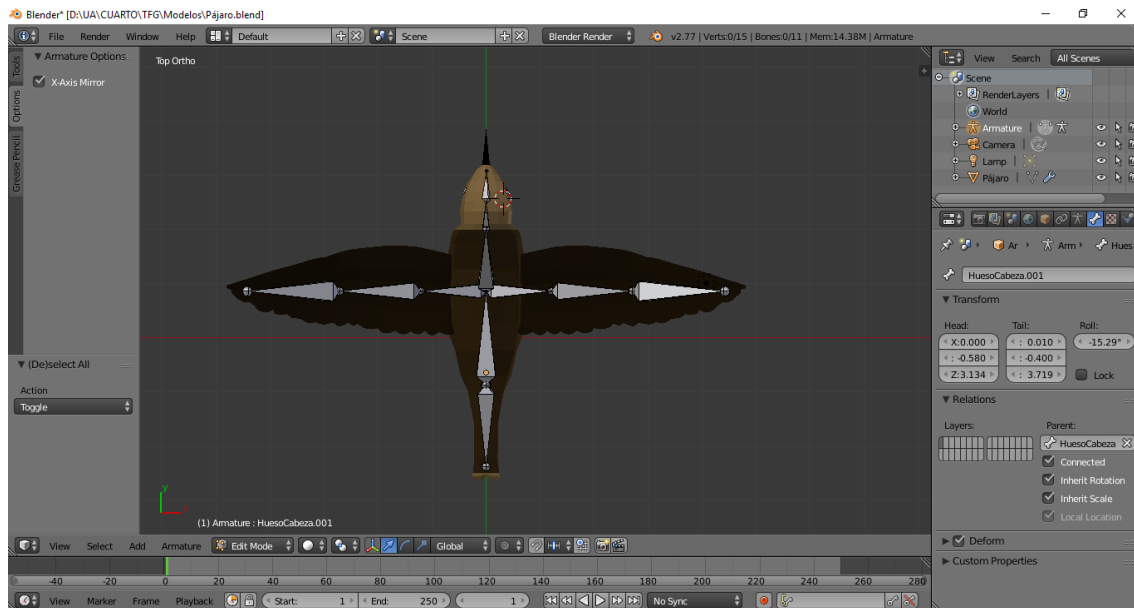 Blender* [D:\UA\CUARTO\TFG\Modelos\Pájaro.blend]
File Render Window Help Default Scene Blender Render v2.77 | Verts:0/15 | Bones:0/11 | Mem:14.38M | Armature
Tools
Options
Grease Pencil
Armature Options
X-Axis Mirror
(De)select All
Action
Toggle
Top Ortho
y
x
(1) Armature : HuesoCabeza.001
View Select Add Armature Edit Mode Global
-40 -20 0 20 40 60 80 100 120 140 160 180 200 220 240 260 280
View Marker Frame Playback Start: 1 End: 250 1 No Sync
View Search All Scenes
Scene
RenderLayers |
World
Armature |
Camera |
Lamp |
Pájaro |
Ar Arm Hues
HuesoCabeza.001
Transform
Head: Tail: Roll:
X:0.000 : 0.010 -15.29°
: -0.580 : -0.400
Z:3.134 : 3.719 Lock
Relations
Layers: Parent:
HuesoCabeza
Connected
Inherit Rotation
Inherit Scale
Local Location
Deform
Custom Properties